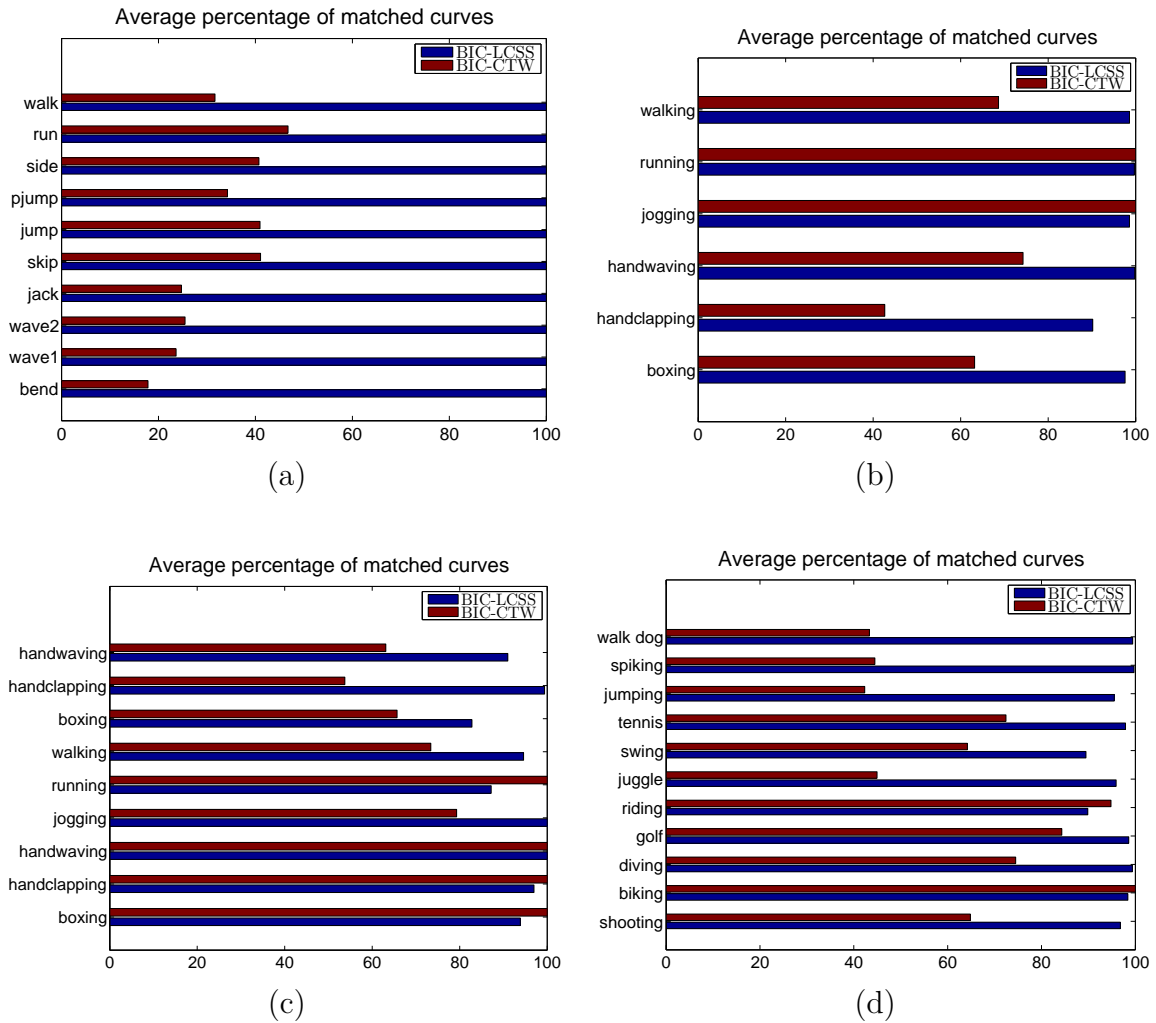 Average percentage of matched curves
BIC-LCSS
BIC-CTW
walk
run
side
pjump
jump
skip
jack
wave2
wave1
bend
0 20 40 60 80 100
(a)
Average percentage of matched curves
BIC-LCSS
BIC-CTW
walking
running
jogging
handwaving
handclapping
boxing
0 20 40 60 80 100
(b)
Average percentage of matched curves
BIC-LCSS
BIC-CTW
handwaving
handclapping
boxing
walking
running
jogging
handwaving
handclapping
boxing
0 20 40 60 80 100
(c)
Average percentage of matched curves
BIC-LCSS
BIC-CTW
walk dog
spiking
jumping
tennis
swing
juggle
riding
golf
diving
biking
shooting
0 20 40 60 80 100
(d)